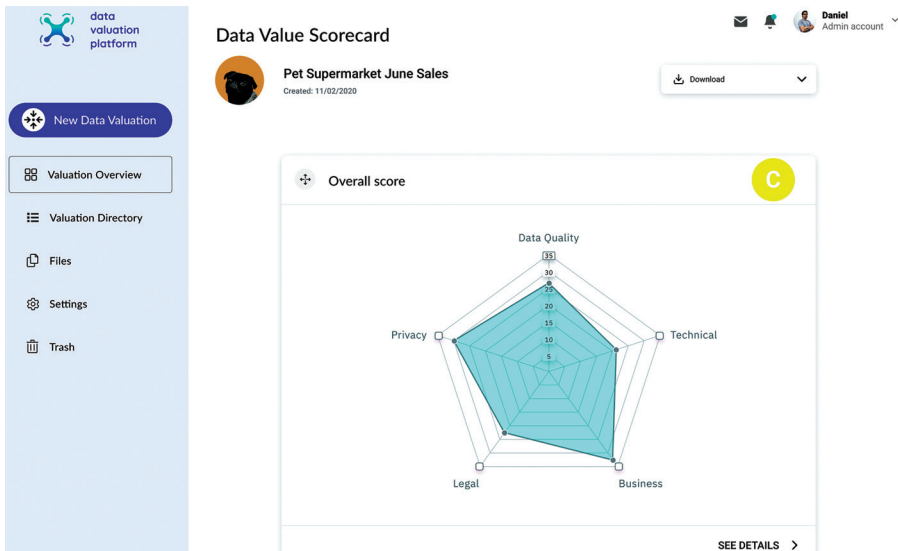 data
valuation
platform
Data Value Scorecard
Daniel
Admin account
Pet Supermarket June Sales
Created: 11/02/2020
Download
New Data Valuation
Valuation Overview
Valuation Directory
Files
Settings
Trash
Overall score
C
Data Quality
35
30
25
20
15
10
5
Privacy
Technical
Legal
Business
SEE DETAILS